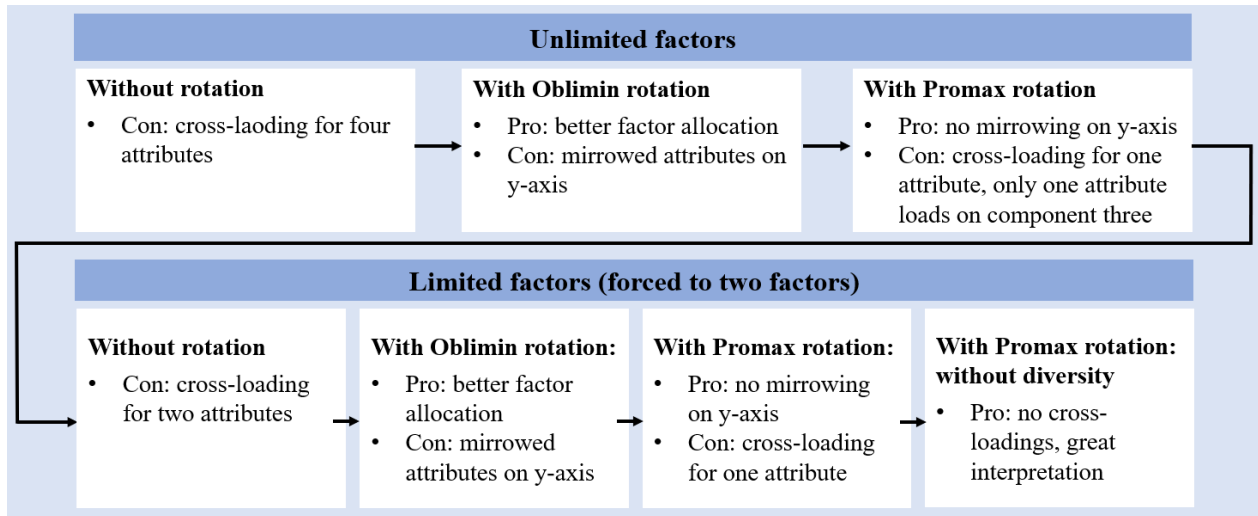 Unlimited factors
Without rotation
• Con: cross-laoding for four
attributes
With Oblimin rotation
• Pro: better factor allocation
• Con: mirrowed attributes on
y-axis
With Promax rotation
• Pro: no mirrowing on y-axis
• Con: cross-loading for one
attribute, only one attribute
loads on component three
Limited factors (forced to two factors)
Without rotation
• Con: cross-loading
for two attributes
With Oblimin rotation:
• Pro: better factor
allocation
• Con: mirrowed
attributes on y-axis
With Promax rotation:
• Pro: no mirrowing
on y-axis
• Con: cross-loading
for one attribute
With Promax rotation:
without diversity
• Pro: no cross-
loadings, great
interpretation